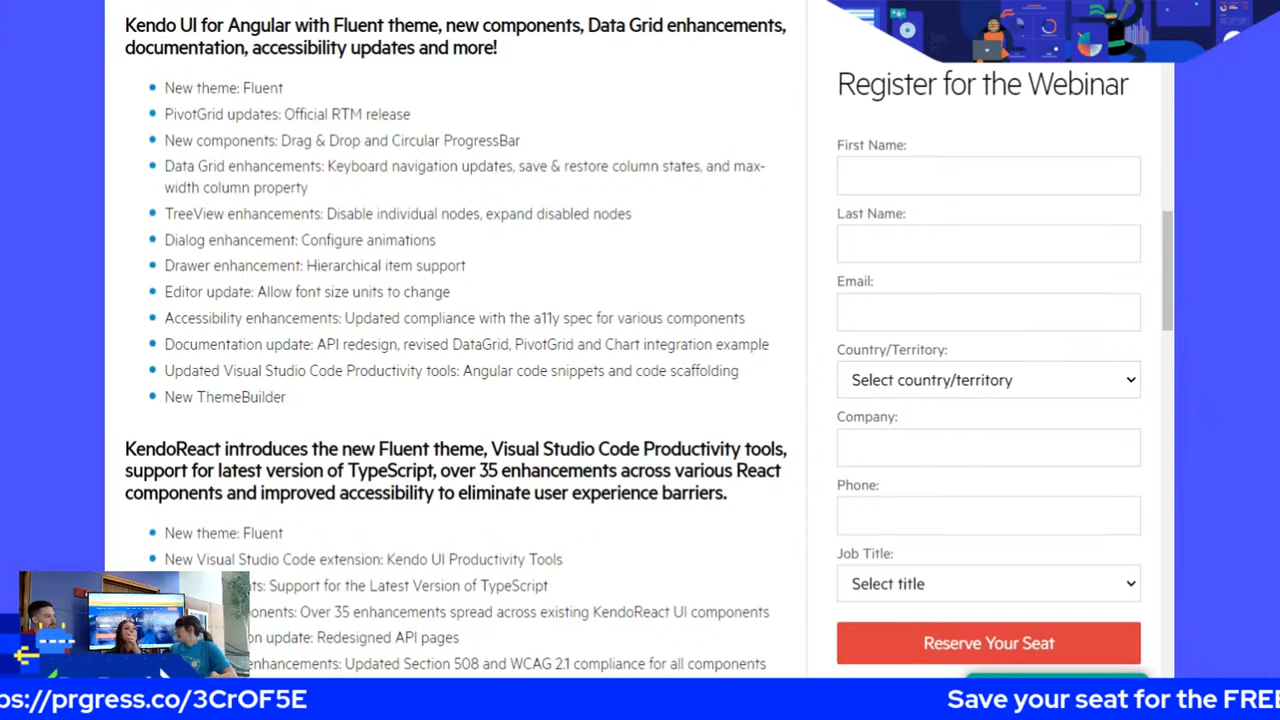 Kendo UI for Angular with Fluent theme, new components, Data Grid enhancements,
documentation, accessibility updates and more!
New theme: Fluent
PivotGrid updates: Official RTM release
New components: Drag & Drop and Circular ProgressBar
Data Grid enhancements: Keyboard navigation updates, save & restore column states, and max-
width column property
TreeView enhancements: Disable individual nodes, expand disabled nodes
Dialog enhancement: Configure animations
Drawer enhancement: Hierarchical item support
Editor update: Allow font size units to change
Accessibility enhancements: Updated compliance with the a11y spec for various components
Documentation update: API redesign, revised DataGrid, PivotGrid and Chart integration example
Updated Visual Studio Code Productivity tools: Angular code snippets and code scaffolding
New ThemeBuilder
KendoReact introduces the new Fluent theme, Visual Studio Code Productivity tools,
support for latest version of TypeScript, over 35 enhancements across various React
components and improved accessibility to eliminate user experience barriers.
New theme: Fluent
New Visual Studio Code extension: Kendo UI Productivity Tools
ts: Support for the Latest Version of TypeScript
onents: Over 35 enhancements spread across existing KendoReact UI components
on update: Redesigned API pages
enhancements: Updated Section 508 and WCAG 2.1 compliance for all components
Register for the Webinar
First Name:
Last Name:
Email:
Country/Territory:
Select country/territory
Company:
Phone:
Job Title:
Select title
Reserve Your Seat
ps://prgress.co/3CrOF5E
Save your seat for the FREE